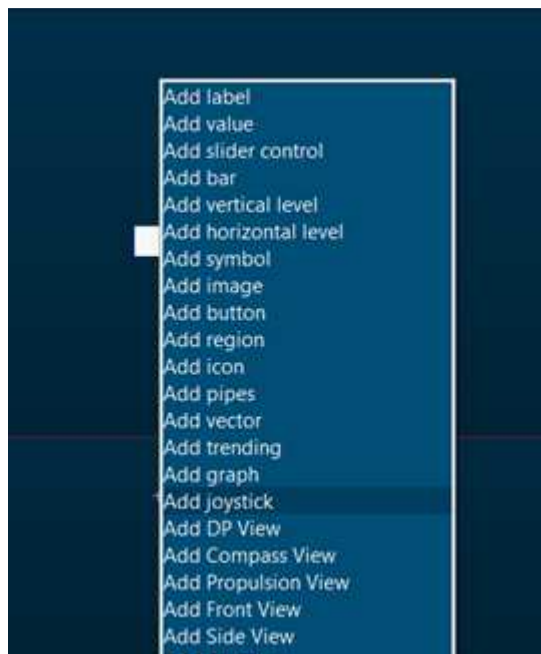 Add label
Add value
Add slider control
Add bar
Add vertical level
Add horizontal level
Add symbol
Add image
Add button
Add region
Add icon
Add pipes
Add vector
Add trending
Add graph
Add joystick
Add DP View
Add Compass View
Add Propulsion View
Add Front View
Add Side View